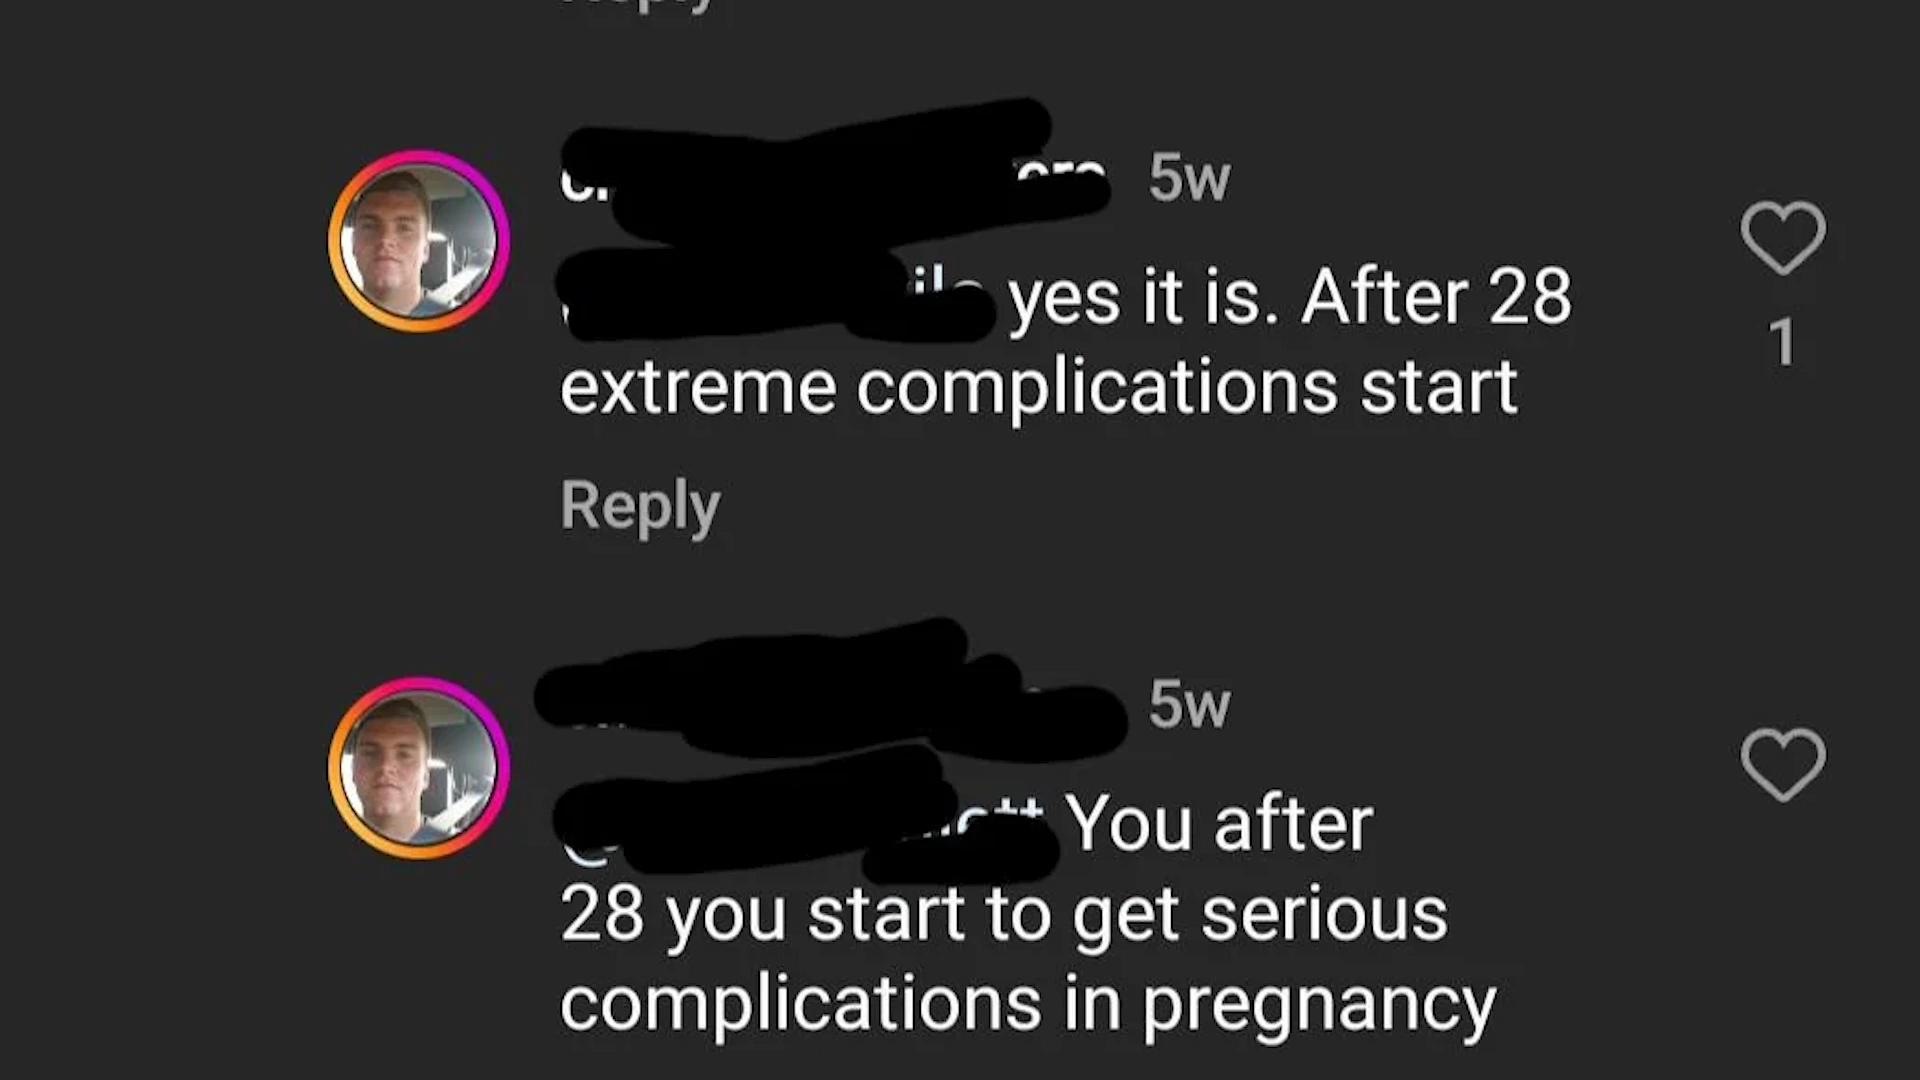 Reply
5w
yes it is. After 28
1
extreme complications start
Reply
5w
You after
28 you start to get serious
complications in pregnancy